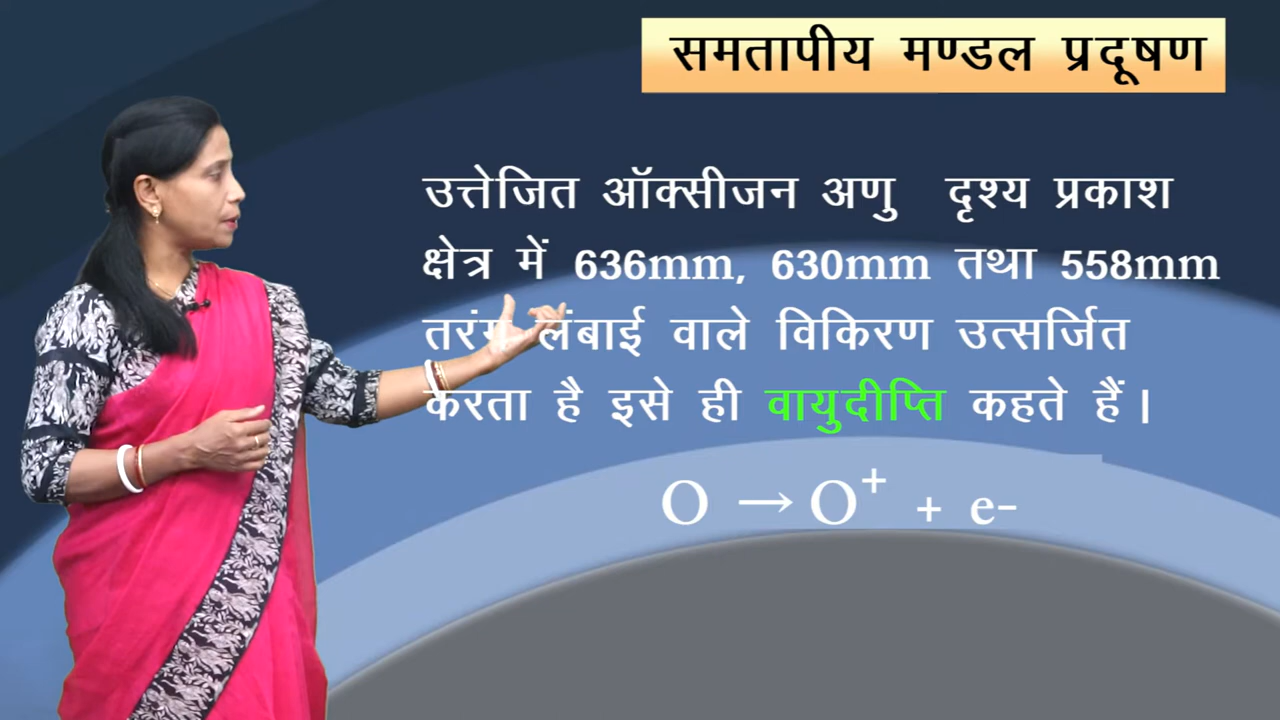 समतापीय मण्डल प्रदूषण
उत्तेजित ऑक्सीजन अणु दृश्य प्रकाश
क्षेत्र में 636mm, 630mm तथा 558mm
तरंग लंबाई वाले विकिरण उत्सर्जित
करता है इसे ही वायुदीप्ति कहते हैं।
O → O⁺ + e-